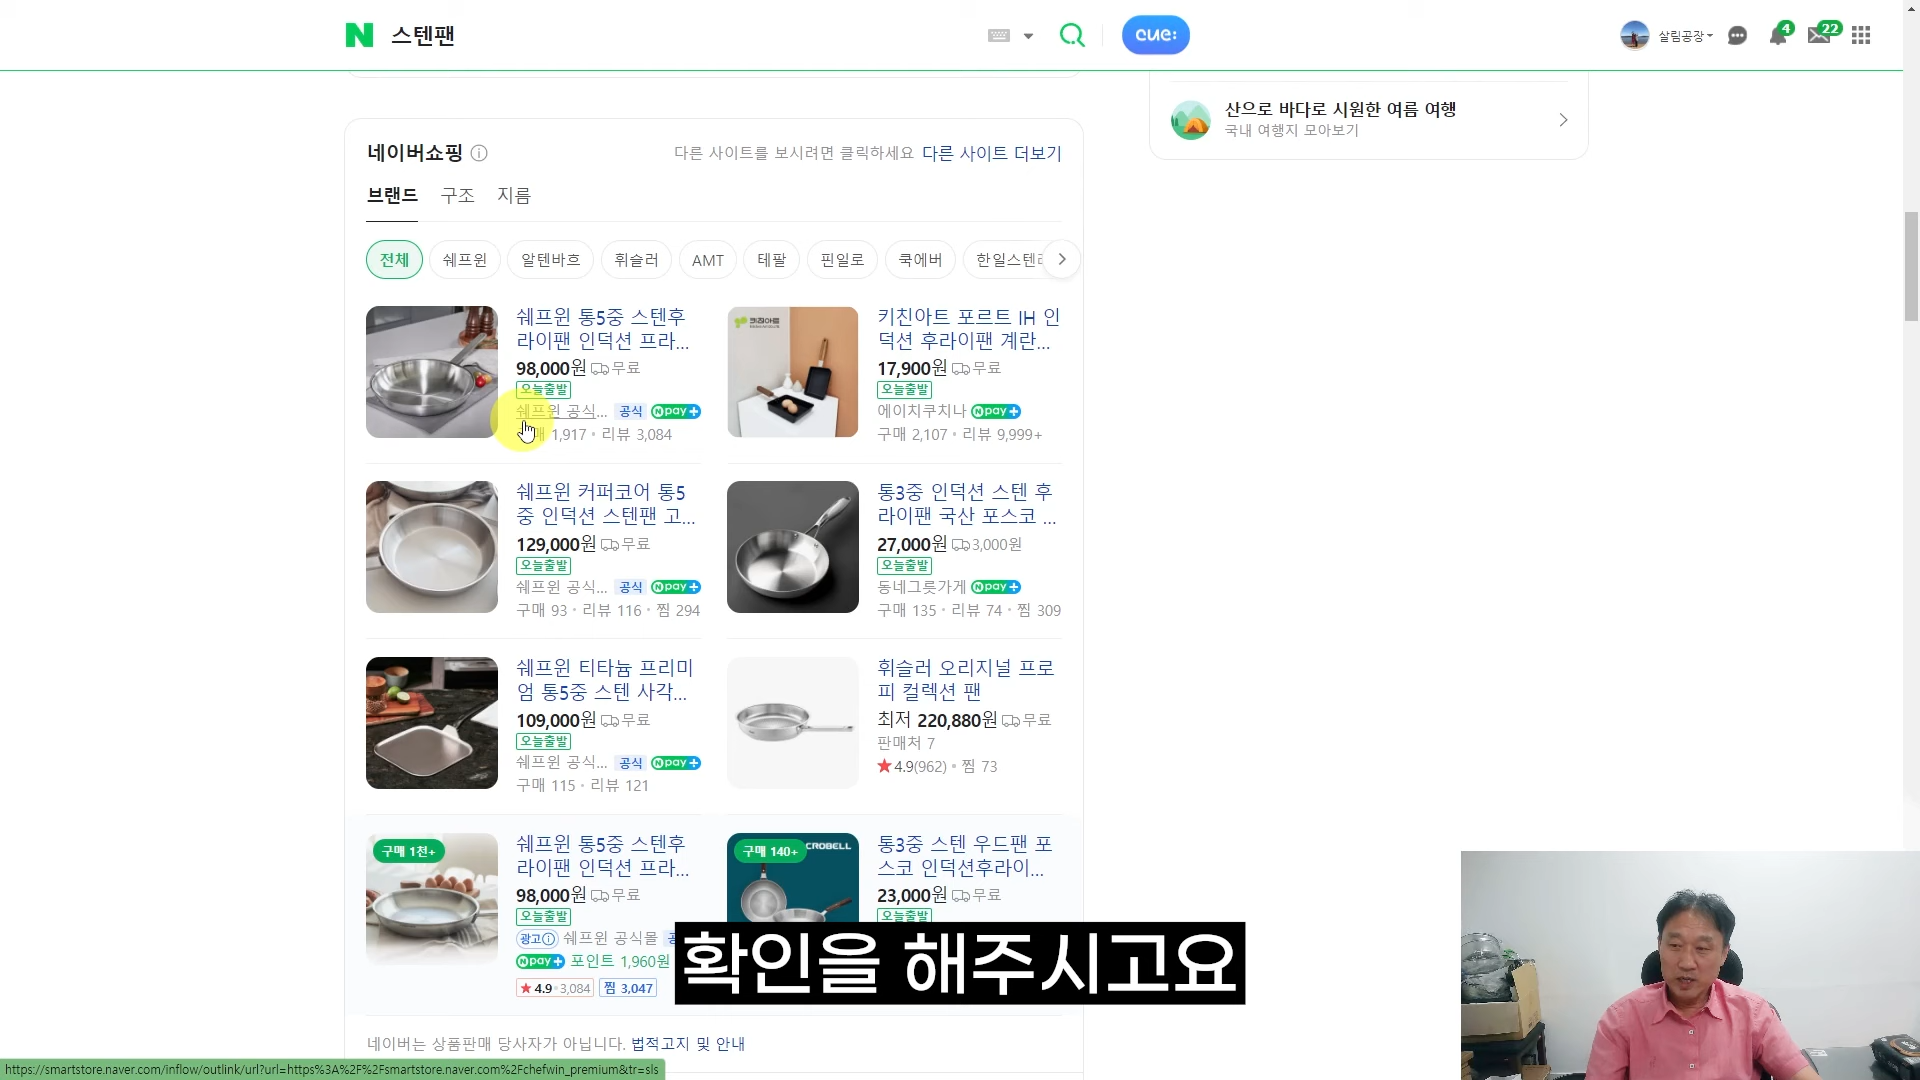 N 스텐팬
cue:
살림공장
4
22
산으로 바다로 시원한 여름 여행
국내 여행지 모아보기
네이버쇼핑
다른 사이트를 보시려면 클릭하세요 다른 사이트 더보기
브랜드 구조 지름
전체 쉐프윈 알텐바흐 휘슬러 AMT 테팔 핀일로 쿡에버 한일스텐
쉐프윈 통5중 스텐후
라이팬 인덕션 프라...
98,000원 무료
오늘출발
쉐프윈 공식... 공식 Npay+
1,917 · 리뷰 3,084
키친아트 포르트 IH 인
덕션 후라이팬 계란...
17,900원 무료
오늘출발
에이치쿠치나 Npay+
구매 2,107 · 리뷰 9,999+
쉐프윈 커퍼코어 통5
중 인덕션 스텐팬 고...
129,000원 무료
오늘출발
쉐프윈 공식... 공식 Npay+
구매 93 · 리뷰 116 · 찜 294
통3중 인덕션 스텐 후
라이팬 국산 포스코 ...
27,000원 3,000원
오늘출발
동네그릇가게 Npay+
구매 135 · 리뷰 74 · 찜 309
쉐프윈 티타늄 프리미
엄 통5중 스텐 사각...
109,000원 무료
오늘출발
쉐프윈 공식... 공식 Npay+
구매 115 · 리뷰 121
휘슬러 오리지널 프로
피 컬렉션 팬
최저 220,880원 무료
판매처 7
4.9(962) · 찜 73
구매 1천+
쉐프윈 통5중 스텐후
라이팬 인덕션 프라...
98,000원 무료
오늘출발
광고 쉐프윈 공식몰
Npay+ 포인트 1,960원
4.9 · 3,084 찜 3,047
구매 140+
CROBELL
통3중 스텐 우드팬 포
스코 인덕션후라이...
23,000원 무료
오늘출발
확인을 해주시고요
네이버는 상품판매 당사자가 아닙니다. 법적고지 및 안내
https://smartstore.naver.com/inflow/outlink/url?url=https%3A%2F%2Fsmartstore.naver.com%2Fchefwin_premium&tr=sls